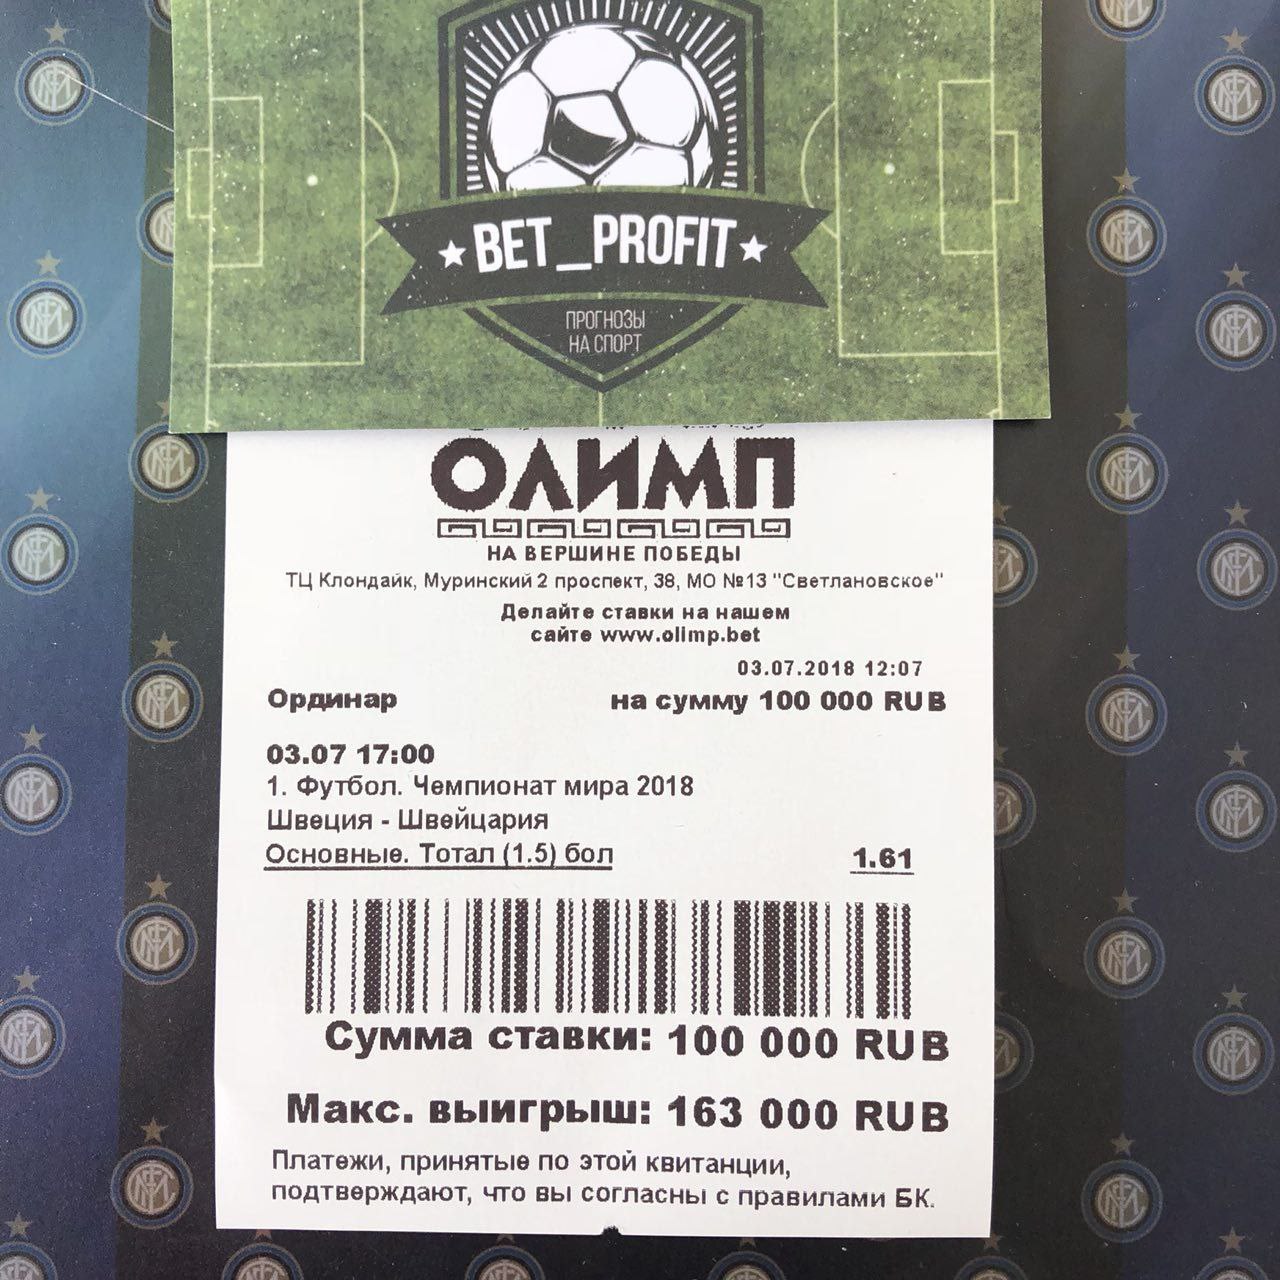 BET_PROFIT
ПРОГНОЗЫ
НА СПОРТ
ОЛИМП
НА ВЕРШИНЕ ПОБЕДЫ
ТЦ Клондайк, Муринский 2 проспект, 38, МО №13 "Светлановское"
Делайте ставки на нашем
сайте www.olimp.bet
03.07.2018 12:07
Ординар на сумму 100 000 RUB
03.07 17:00
1. Футбол. Чемпионат мира 2018
Швеция - Швейцария
Основные. Тотал (1.5) бол 1.61
Сумма ставки: 100 000 RUB
Макс. выигрыш: 163 000 RUB
Платежи, принятые по этой квитанции,
подтверждают, что вы согласны с правилами БК.